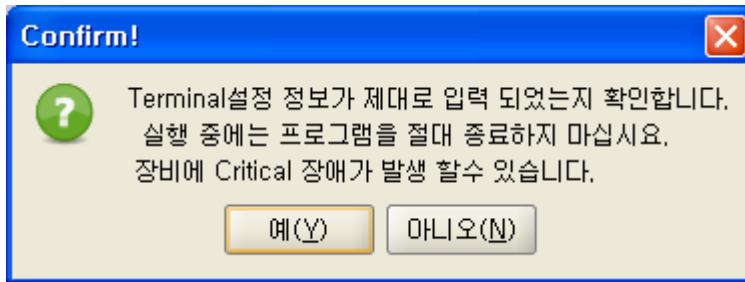 Confirm!
Terminal설정 정보가 제대로 입력 되었는지 확인합니다.
실행 중에는 프로그램을 절대 종료하지 마십시요.
장비에 Critical 장애가 발생 할수 있습니다.
예(Y)
아니오(N)